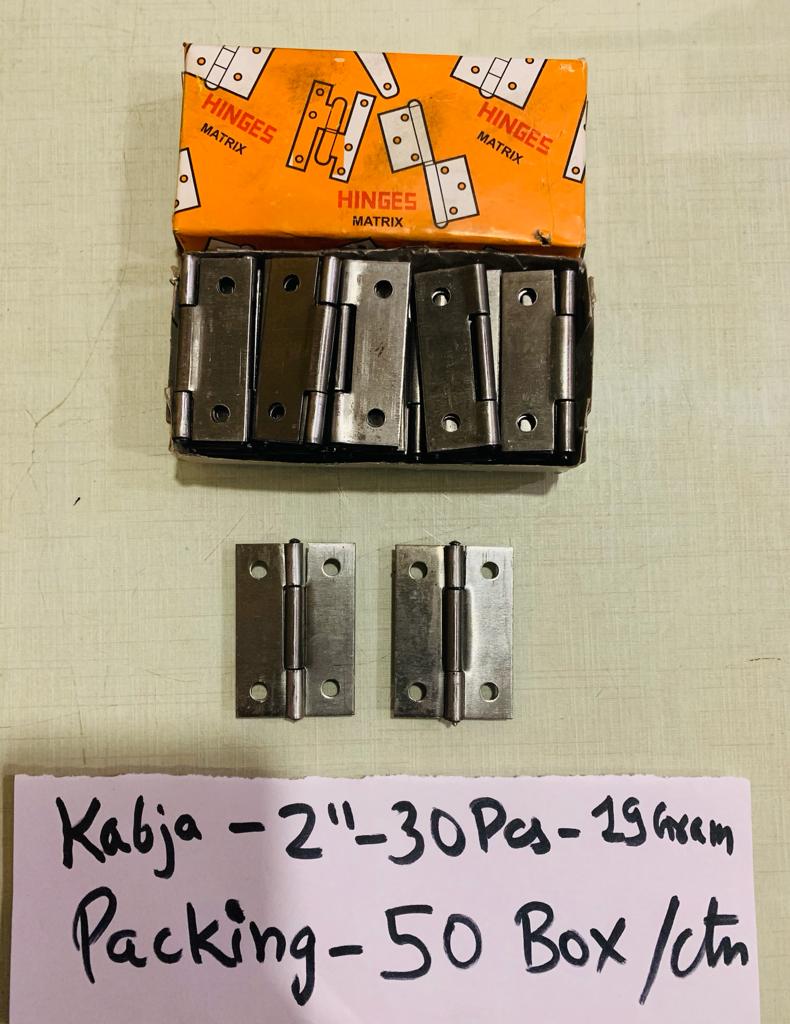 HINGES
MATRIX
HINGES
MATRIX
HINGES
MATRIX
Kabja - 2" - 30 Pcs - 19 Gram
Packing - 50 Box / ctn